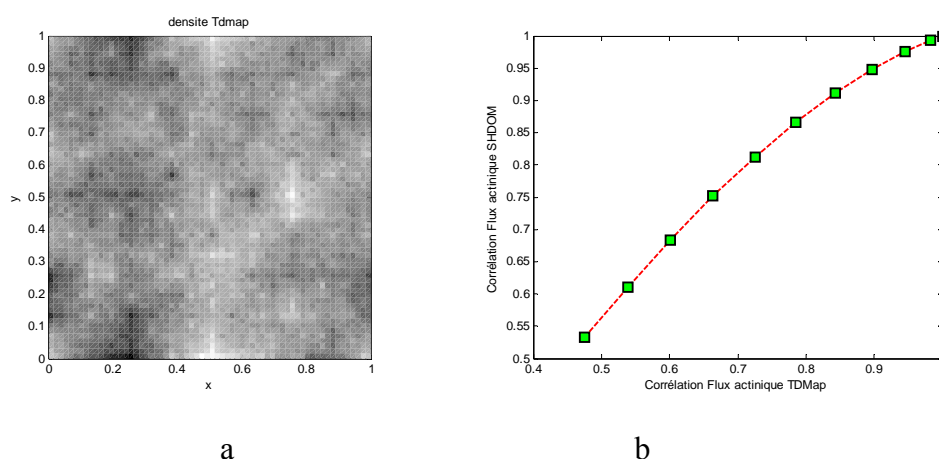 densite Tdmap
1
0.9
0.8
0.7
0.6
0.5
0.4
0.3
0.2
0.1
0
y
0 0.2 0.4 0.6 0.8 1
x
1
0.95
0.9
0.85
0.8
0.75
0.7
0.65
0.6
0.55
0.5
Corrélation Flux actinique SHDOM
0.4 0.5 0.6 0.7 0.8 0.9
Corrélation Flux actinique TDMap
a
b